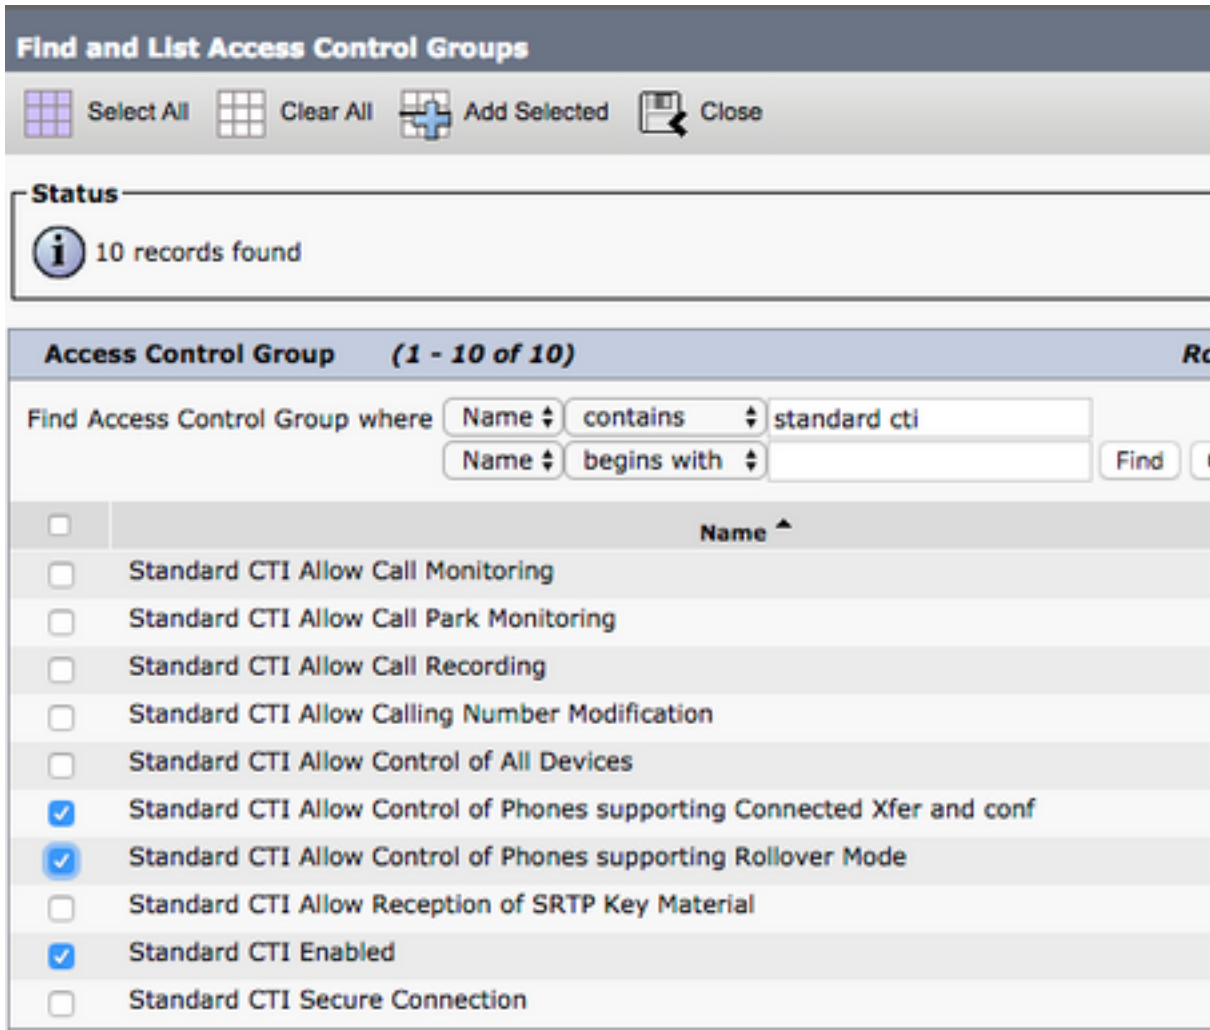 Find and List Access Control Groups
Select All Clear All Add Selected Close
Status
10 records found
Access Control Group (1 - 10 of 10)
Find Access Control Group where Name contains standard cti
Name begins with Find
Name
Standard CTI Allow Call Monitoring
Standard CTI Allow Call Park Monitoring
Standard CTI Allow Call Recording
Standard CTI Allow Calling Number Modification
Standard CTI Allow Control of All Devices
Standard CTI Allow Control of Phones supporting Connected Xfer and conf
Standard CTI Allow Control of Phones supporting Rollover Mode
Standard CTI Allow Reception of SRTP Key Material
Standard CTI Enabled
Standard CTI Secure Connection